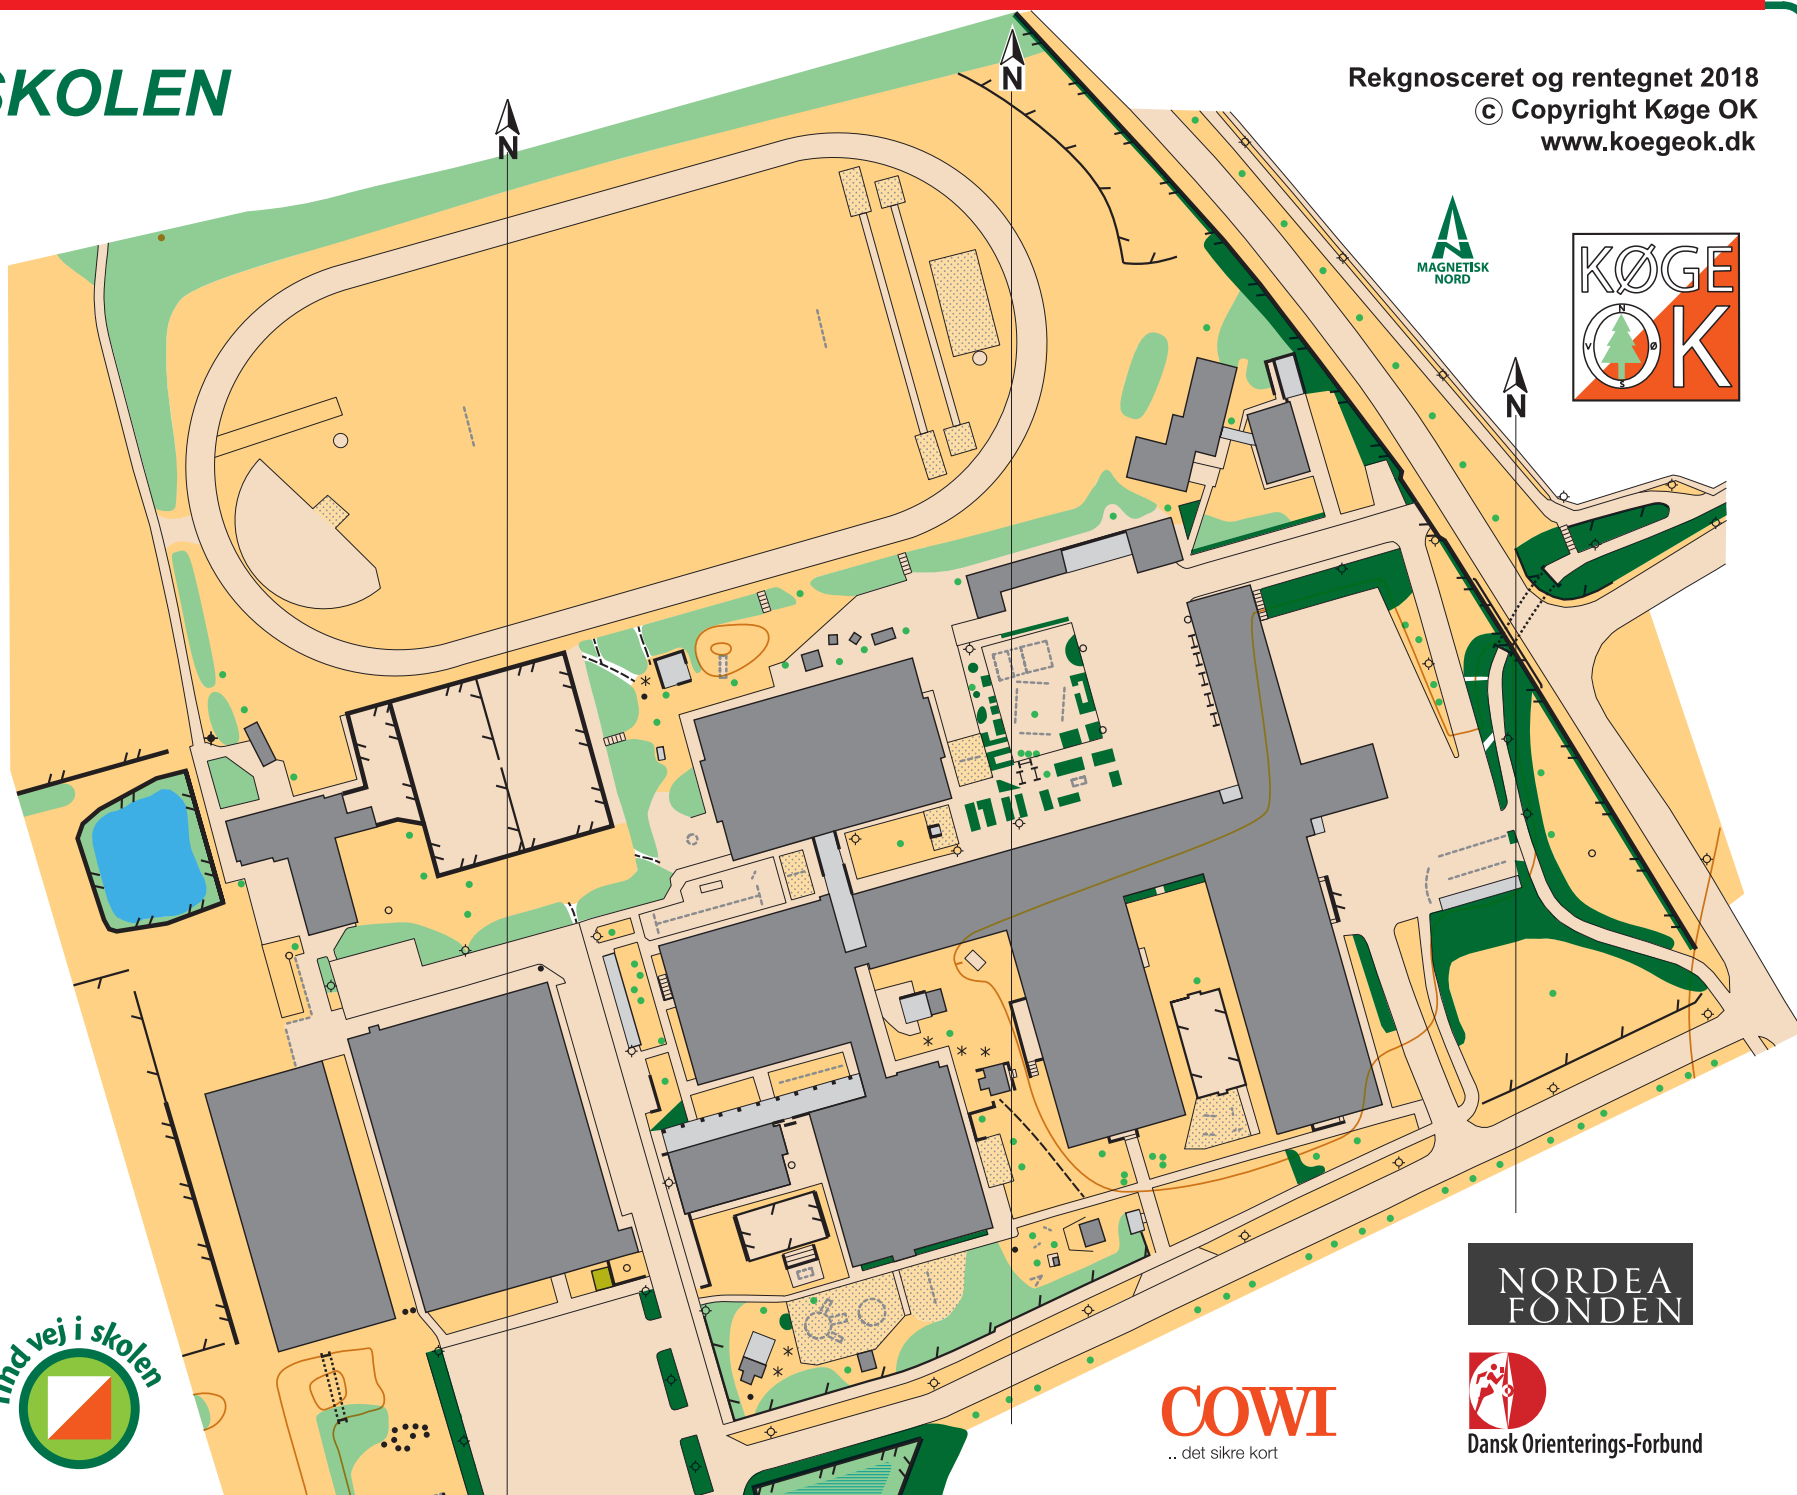 SKOLEN
N
N
Rekgnosceret og rentegnet 2018
© Copyright Køge OK
www.koegeok.dk
MAGNETISK
NORD
KØGE
OK
N
V
Ø
S
N
find vej i skolen
NORDEA
FONDEN
COWI
.. det sikre kort
Dansk Orienterings-Forbund